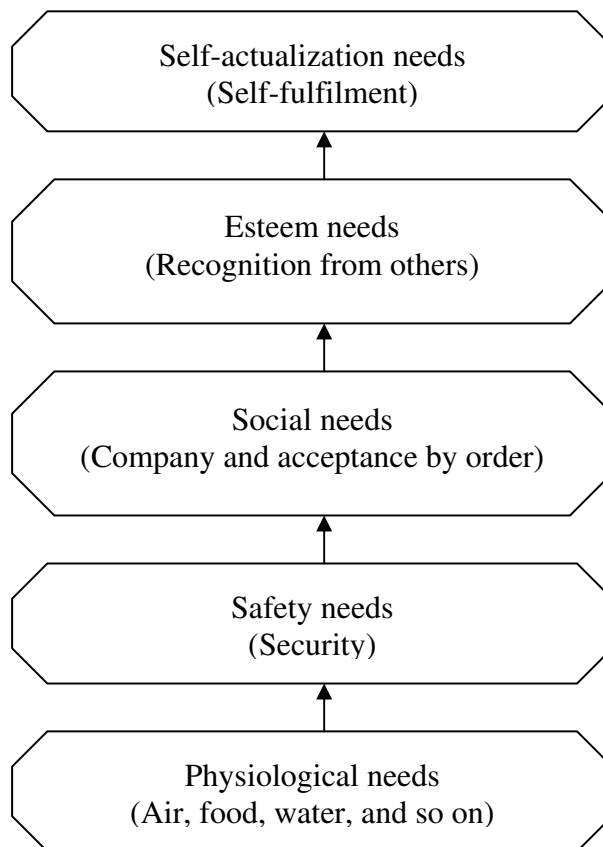 Self-actualization needs
(Self-fulfilment)
Esteem needs
(Recognition from others)
Social needs
(Company and acceptance by order)
Safety needs
(Security)
Physiological needs
(Air, food, water, and so on)